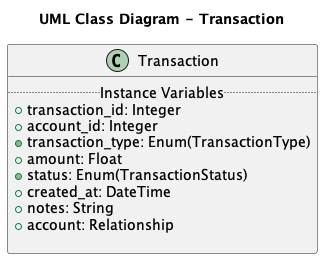 UML Class Diagram - Transaction
C Transaction
Instance Variables
transaction_id: Integer
account_id: Integer
transaction_type: Enum(TransactionType)
amount: Float
status: Enum(TransactionStatus)
created_at: DateTime
notes: String
account: Relationship